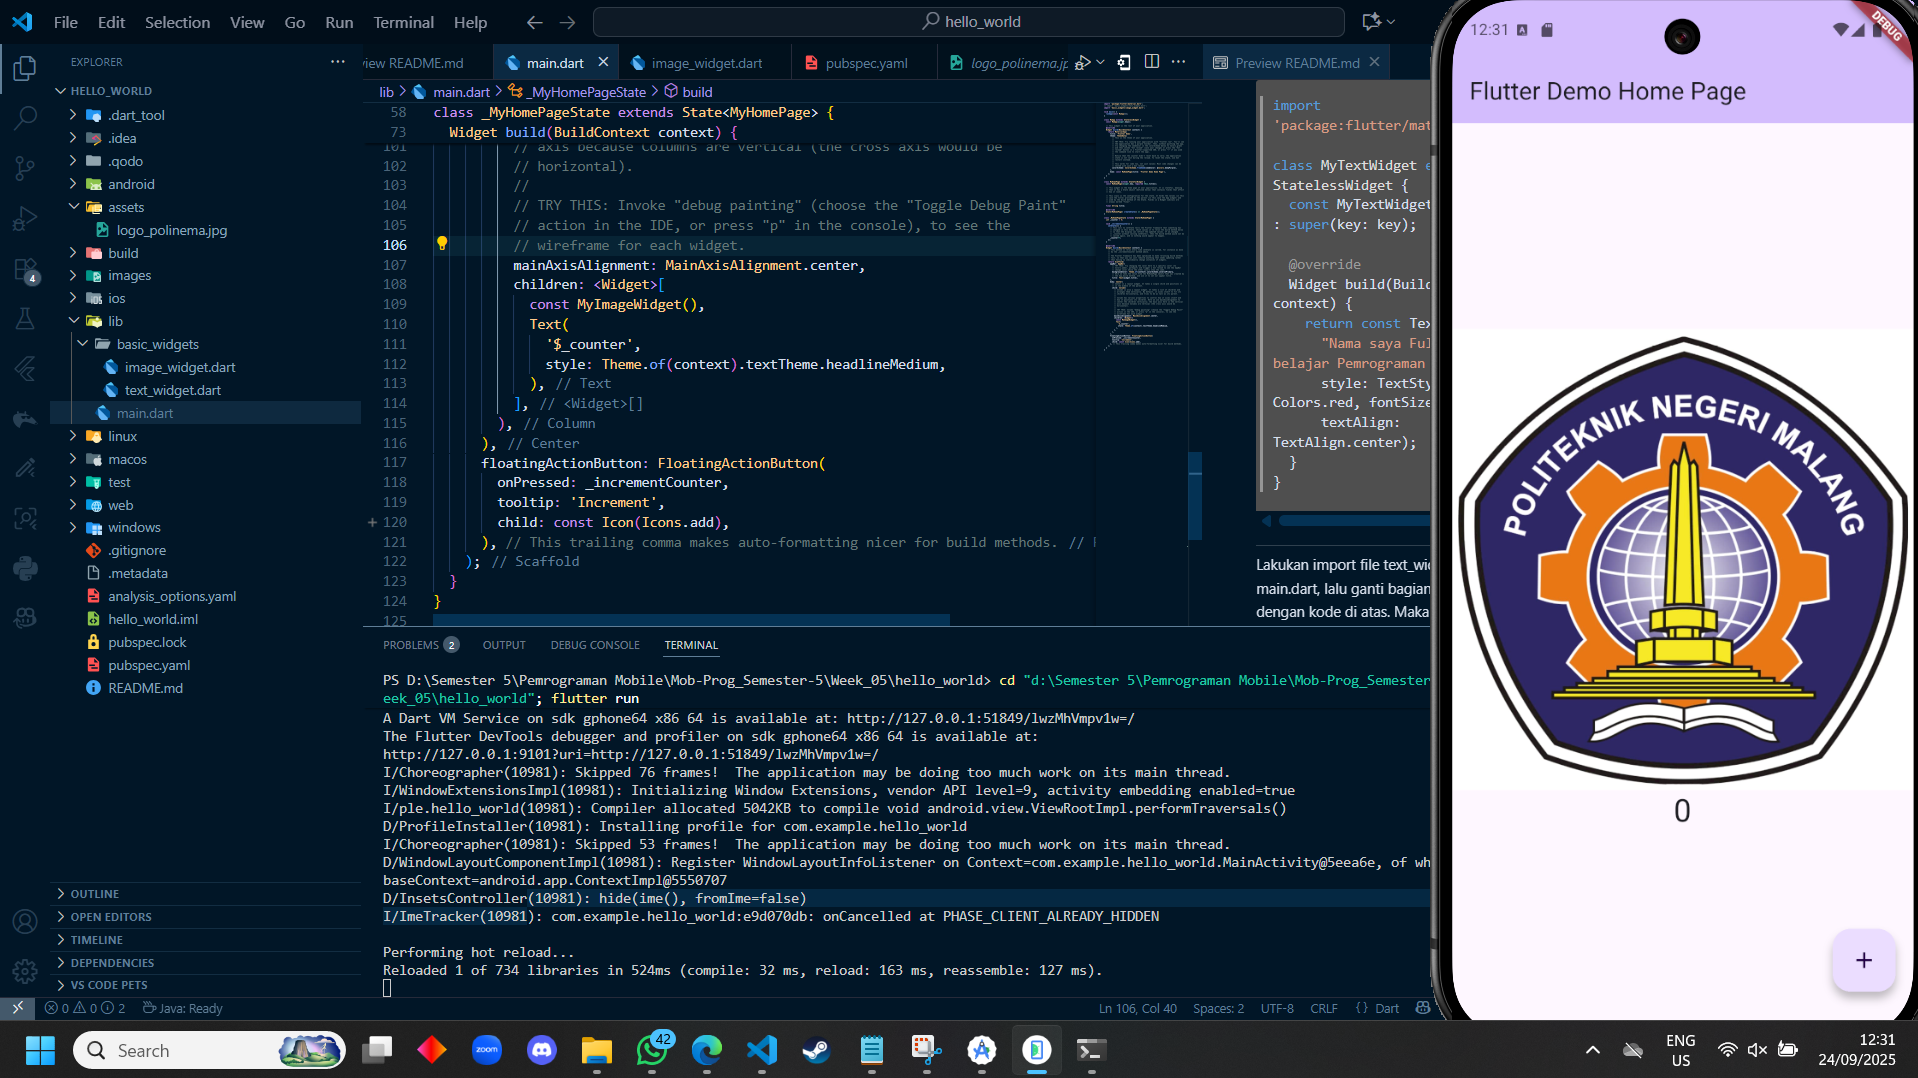 File Edit Selection View Go Run Terminal Help
hello_world
EXPLORER
HELLO_WORLD
.dart_tool
.idea
.qodo
android
assets
logo_polinema.jpg
build
images
ios
lib
basic_widgets
image_widget.dart
text_widget.dart
main.dart
linux
macos
test
web
windows
.gitignore
.metadata
analysis_options.yaml
hello_world.iml
pubspec.lock
pubspec.yaml
README.md
OUTLINE
OPEN EDITORS
TIMELINE
DEPENDENCIES
VS CODE PETS
4
view README.md
main.dart
image_widget.dart
pubspec.yaml
logo_polinema.jp
Preview README.md
lib > main.dart > _MyHomePageState > build
58 class _MyHomePageState extends State<MyHomePage> {
73 Widget build(BuildContext context) {
101 // axis because Columns are vertical (the cross axis would be
102 // horizontal).
103 //
104 // TRY THIS: Invoke "debug painting" (choose the "Toggle Debug Paint"
105 // action in the IDE, or press "p" in the console), to see the
106 // wireframe for each widget.
107 mainAxisAlignment: MainAxisAlignment.center,
108 children: <Widget>[
109 const MyImageWidget(),
110 Text(
111 '$_counter',
112 style: Theme.of(context).textTheme.headlineMedium,
113 ), // Text
114 ], // <Widget>[]
115 ), // Column
116 ), // Center
117 floatingActionButton: FloatingActionButton(
118 onPressed: _incrementCounter,
119 tooltip: 'Increment',
120 child: const Icon(Icons.add),
121 ), // This trailing comma makes auto-formatting nicer for build methods. //
122 ); // Scaffold
123 }
124 }
125
import
'package:flutter/mat
class MyTextWidget e
StatelessWidget {
const MyTextWidget
: super(key: key);
@override
Widget build(Buil
context) {
return const Tex
"Nama saya Ful
belajar Pemrograman
style: TextSty
Colors.red, fontSize
textAlign:
TextAlign.center);
}
}
Lakukan import file text_wi
main.dart, lalu ganti bagian
dengan kode di atas. Maka
PROBLEMS 2 OUTPUT DEBUG CONSOLE TERMINAL
PS D:\Semester 5\Pemrograman Mobile\Mob-Prog_Semester-5\Week_05\hello_world> cd "d:\Semester 5\Pemrograman Mobile\Mob-Prog_Semester
eek_05\hello_world"; flutter run
A Dart VM Service on sdk gphone64 x86 64 is available at: http://127.0.0.1:51849/lwzMhVmpv1w=/
The Flutter DevTools debugger and profiler on sdk gphone64 x86 64 is available at:
http://127.0.0.1:9101?uri=http://127.0.0.1:51849/lwzMhVmpv1w=/
I/Choreographer(10981): Skipped 76 frames!  The application may be doing too much work on its main thread.
I/WindowExtensionsImpl(10981): Initializing Window Extensions, vendor API level=9, activity embedding enabled=true
I/ple.hello_world(10981): Compiler allocated 5042KB to compile void android.view.ViewRootImpl.performTraversals()
D/ProfileInstaller(10981): Installing profile for com.example.hello_world
I/Choreographer(10981): Skipped 53 frames!  The application may be doing too much work on its main thread.
D/WindowLayoutComponentImpl(10981): Register WindowLayoutInfoListener on Context=com.example.hello_world.MainActivity@5eea6e, of wh
baseContext=android.app.ContextImpl@5550707
D/InsetsController(10981): hide(ime(), fromIme=false)
I/ImeTracker(10981): com.example.hello_world:e9d070db: onCancelled at PHASE_CLIENT_ALREADY_HIDDEN
Performing hot reload...
Reloaded 1 of 734 libraries in 524ms (compile: 32 ms, reload: 163 ms, reassemble: 127 ms).
0 0 2 Java: Ready
Ln 106, Col 40 Spaces: 2 UTF-8 CRLF {} Dart
12:31
DEBUG
Flutter Demo Home Page
POLITEKNIK NEGERI MALANG
0
+
Search
zoom
42
ENG
US
12:31
24/09/2025